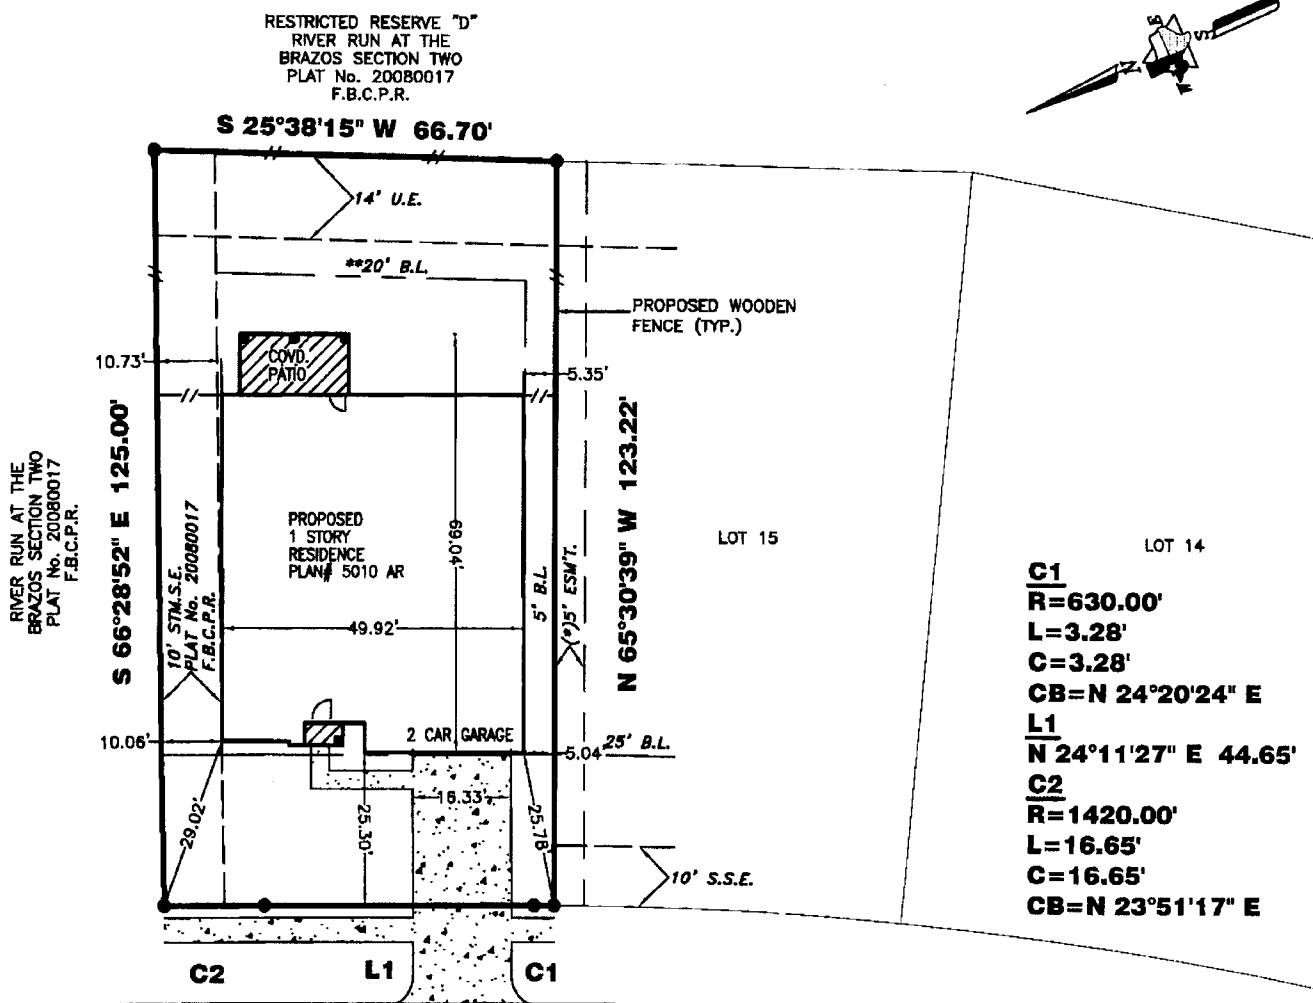 RESTRICTED RESERVE "D"
RIVER RUN AT THE
BRAZOS SECTION TWO
PLAT No. 20080017
F.B.C.P.R.
S 25°38'15" W 66.70'
14' U.E.
**20' B.L.
PROPOSED WOODEN
FENCE (TYP.)
COVD.
PATIO
10.73'
5.35'
RIVER RUN AT THE
BRAZOS SECTION TWO
PLAT No. 20080017
F.B.C.P.R.
S 66°28'52" E 125.00'
10' STM.S.E.
PLAT No. 20080017
F.B.C.P.R.
PROPOSED
1 STORY
RESIDENCE
PLAN# 5010 AR
69.04'
49.92'
5' B.L.
(*)5' ESM'T.
N 65°30'39" W 123.22'
LOT 15
LOT 14
10.06'
2 CAR GARAGE
5.04'
25' B.L.
29.02'
25.30'
16.33'
25.78'
10' S.S.E.
C2
L1
C1
C1
R=630.00'
L=3.28'
C=3.28'
CB=N 24°20'24" E
L1
N 24°11'27" E 44.65'
C2
R=1420.00'
L=16.65'
C=16.65'
CB=N 23°51'17" E
N
E
S
W